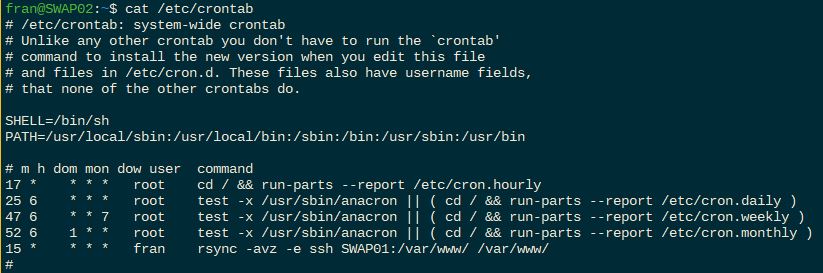 fran@SWAP02:~$ cat /etc/crontab
# /etc/crontab: system-wide crontab
# Unlike any other crontab you don't have to run the `crontab'
# command to install the new version when you edit this file
# and files in /etc/cron.d. These files also have username fields,
# that none of the other crontabs do.

SHELL=/bin/sh
PATH=/usr/local/sbin:/usr/local/bin:/sbin:/bin:/usr/sbin:/usr/bin

# m h dom mon dow user  command
17 *    * * *   root    cd / && run-parts --report /etc/cron.hourly
25 6    * * *   root    test -x /usr/sbin/anacron || ( cd / && run-parts --report /etc/cron.daily )
47 6    * * 7   root    test -x /usr/sbin/anacron || ( cd / && run-parts --report /etc/cron.weekly )
52 6    1 * *   root    test -x /usr/sbin/anacron || ( cd / && run-parts --report /etc/cron.monthly )
15 *    * * *   fran    rsync -avz -e ssh SWAP01:/var/www/ /var/www/
#